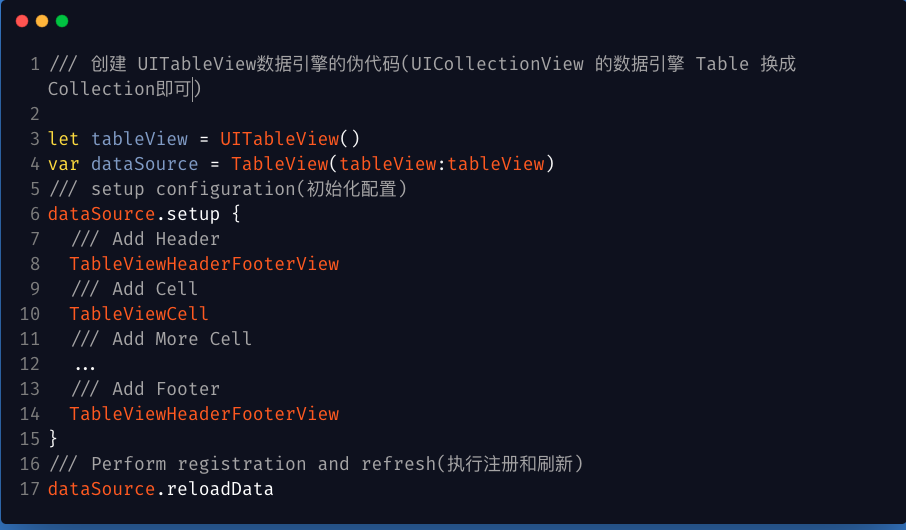 1 /// 创建 UITableView数据引擎的伪代码(UICollectionView 的数据引擎 Table 换成
Collection即可)
2
3 let tableView = UITableView()
4 var dataSource = TableView(tableView:tableView)
5 /// setup configuration(初始化配置)
6 dataSource.setup {
7 /// Add Header
8 TableViewHeaderFooterView
9 /// Add Cell
10 TableViewCell
11 /// Add More Cell
12 ...
13 /// Add Footer
14 TableViewHeaderFooterView
15 }
16 /// Perform registration and refresh(执行注册和刷新)
17 dataSource.reloadData